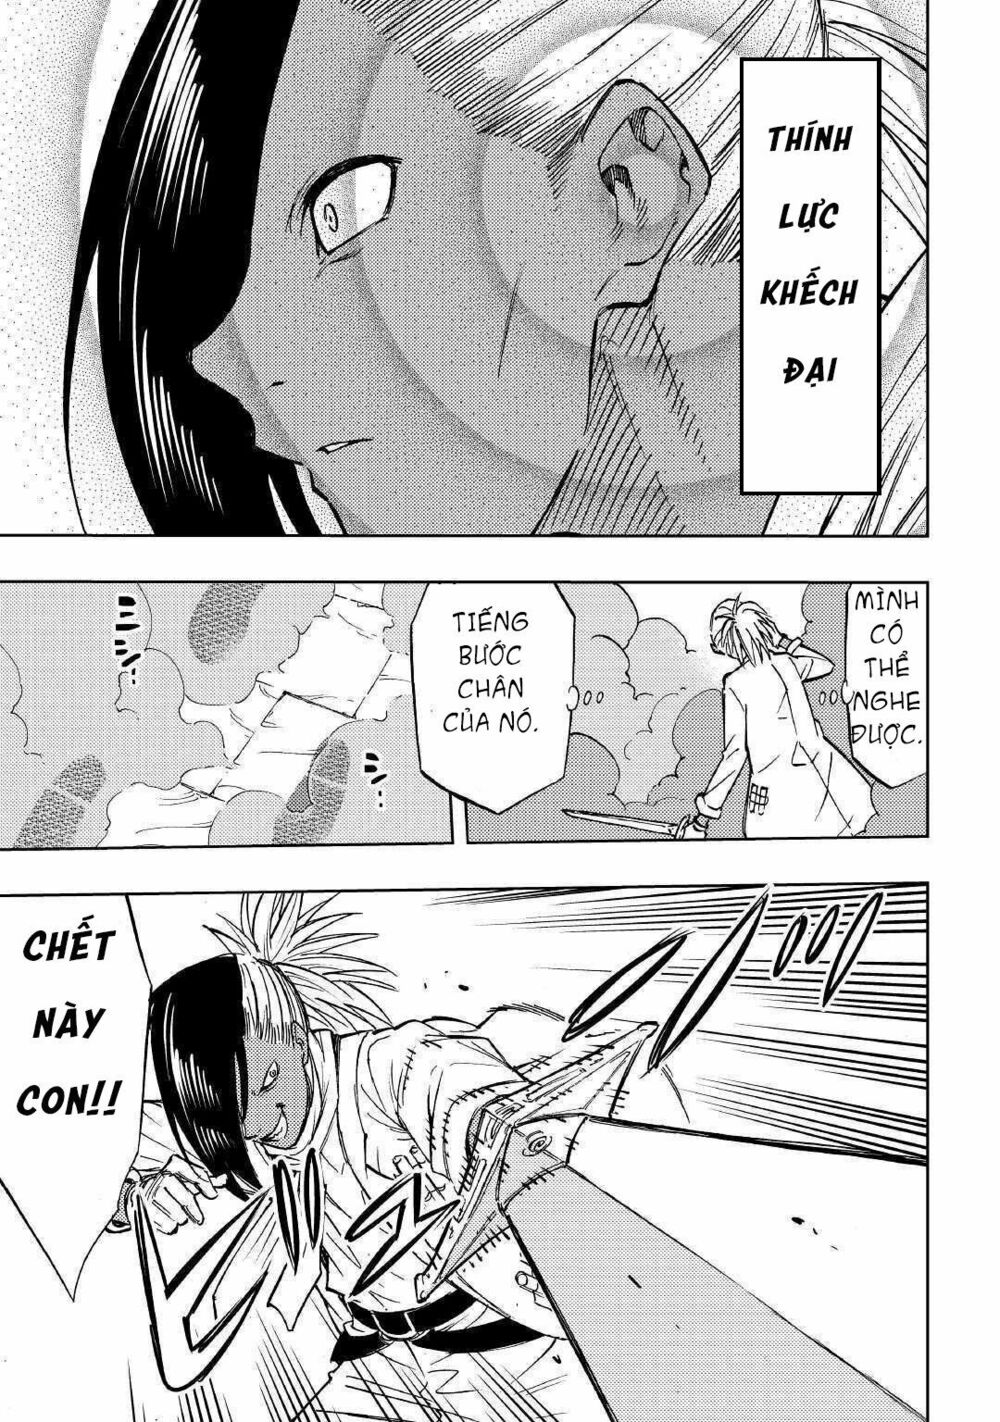 THÍNH
LỰC
KHẾCH
ĐẠI
MÌNH
CÓ
THỂ
NGHE
ĐƯỢC.
TIẾNG
BƯỚC
CHÂN
CỦA NÓ.
CHẾT
NÀY
CON!!